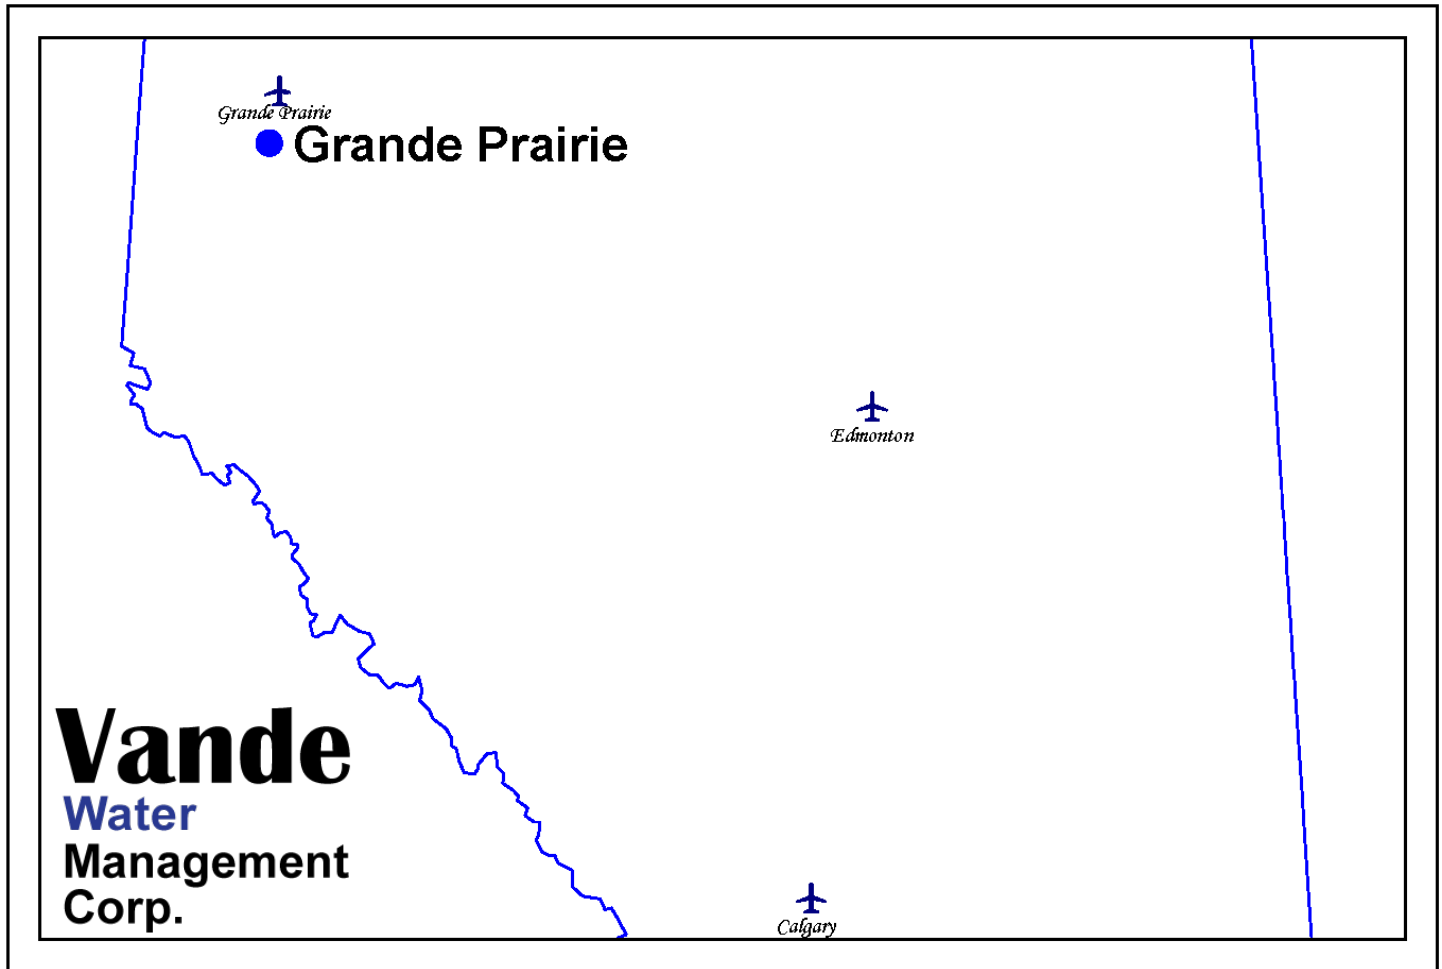 Grande Prairie
Grande Prairie
Edmonton
Vande
Water
Management
Corp.
Calgary